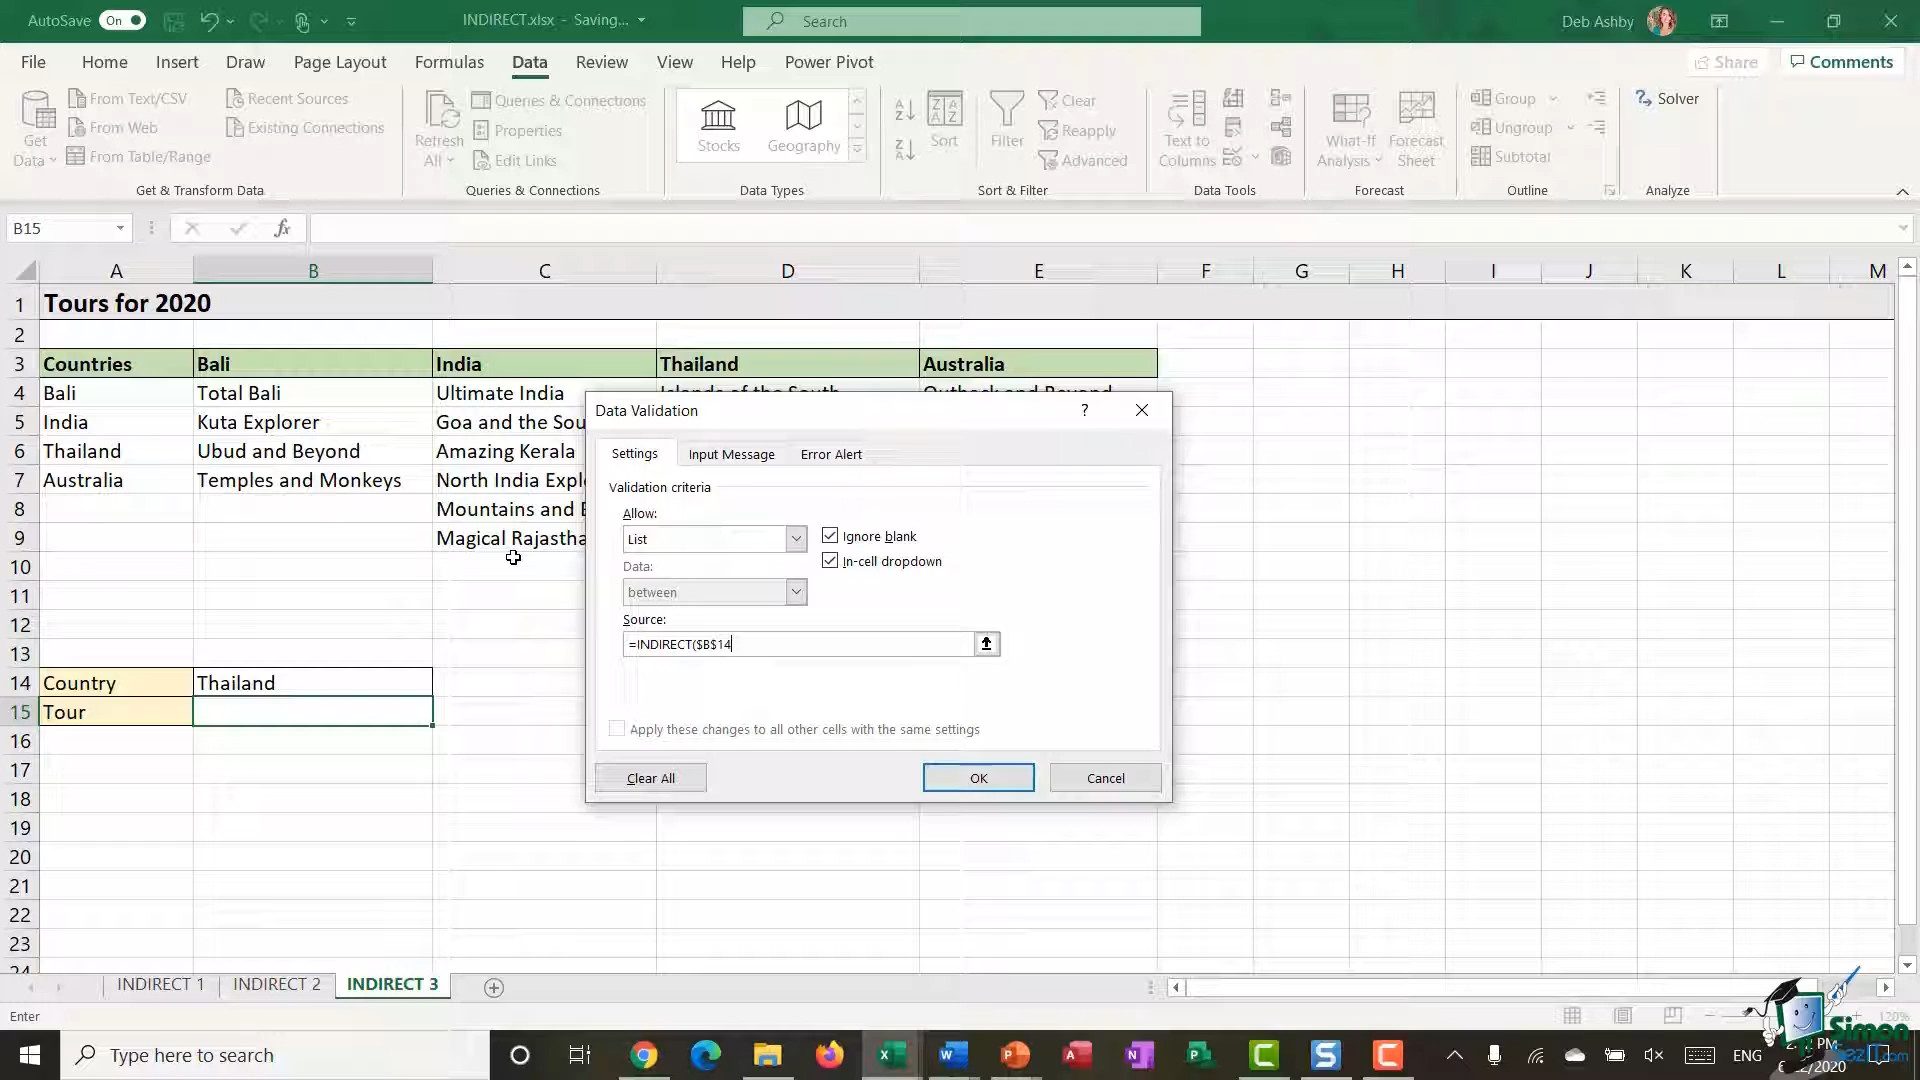 AutoSave On INDIRECT.xlsx - Saving... Search Deb Ashby
File Home Insert Draw Page Layout Formulas Data Review View Help Power Pivot Share Comments
Get Data
From Text/CSV
From Web
From Table/Range
Recent Sources
Existing Connections
Get & Transform Data
Refresh All
Queries & Connections
Properties
Edit Links
Queries & Connections
Stocks Geography
Data Types
Sort
Filter
Clear
Reapply
Advanced
Sort & Filter
Text to Columns
Data Tools
What-If Analysis
Forecast Sheet
Forecast
Group
Ungroup
Subtotal
Outline
Solver
Analyze
B15 fx
A B C D E F G H I J K L M
1 Tours for 2020
2
3 Countries Bali India Thailand Australia
4 Bali Total Bali Ultimate India Islands of the South Outback and Beyond
5 India Kuta Explorer Goa and the Sou
6 Thailand Ubud and Beyond Amazing Kerala
7 Australia Temples and Monkeys North India Explo
8 Mountains and
9 Magical Rajastha
10
11
12
13
14 Country Thailand
15 Tour
16
17
18
19
20
21
22
23
24
Data Validation ?
Settings Input Message Error Alert
Validation criteria
Allow:
List
Ignore blank
In-cell dropdown
Data:
between
Source:
=INDIRECT($B$14
Apply these changes to all other cells with the same settings
Clear All OK Cancel
INDIRECT 1 INDIRECT 2 INDIRECT 3
Enter 120%
Type here to search ENG